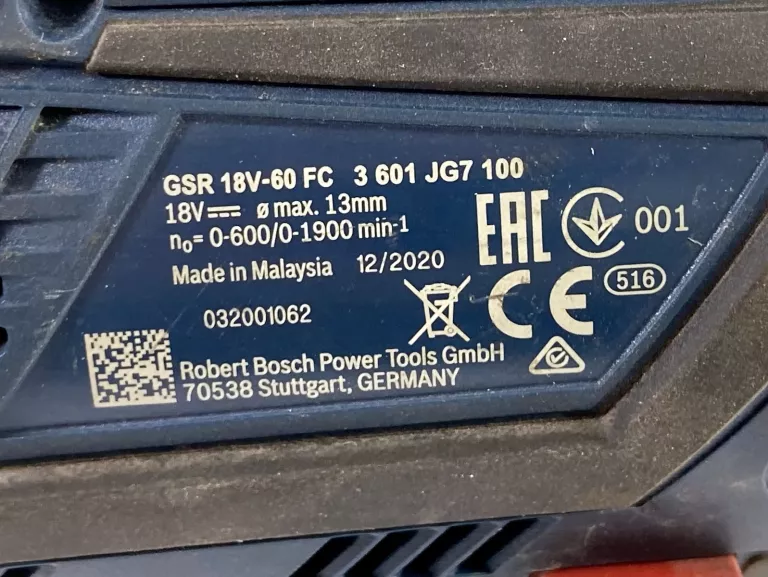 GSR 18V-60 FC 3 601 JG7 100
18V⎓ ø max. 13mm
n₀= 0-600/0-1900 min-1
Made in Malaysia 12/2020
032001062
EAC 001
CE 516
Robert Bosch Power Tools GmbH
70538 Stuttgart, GERMANY